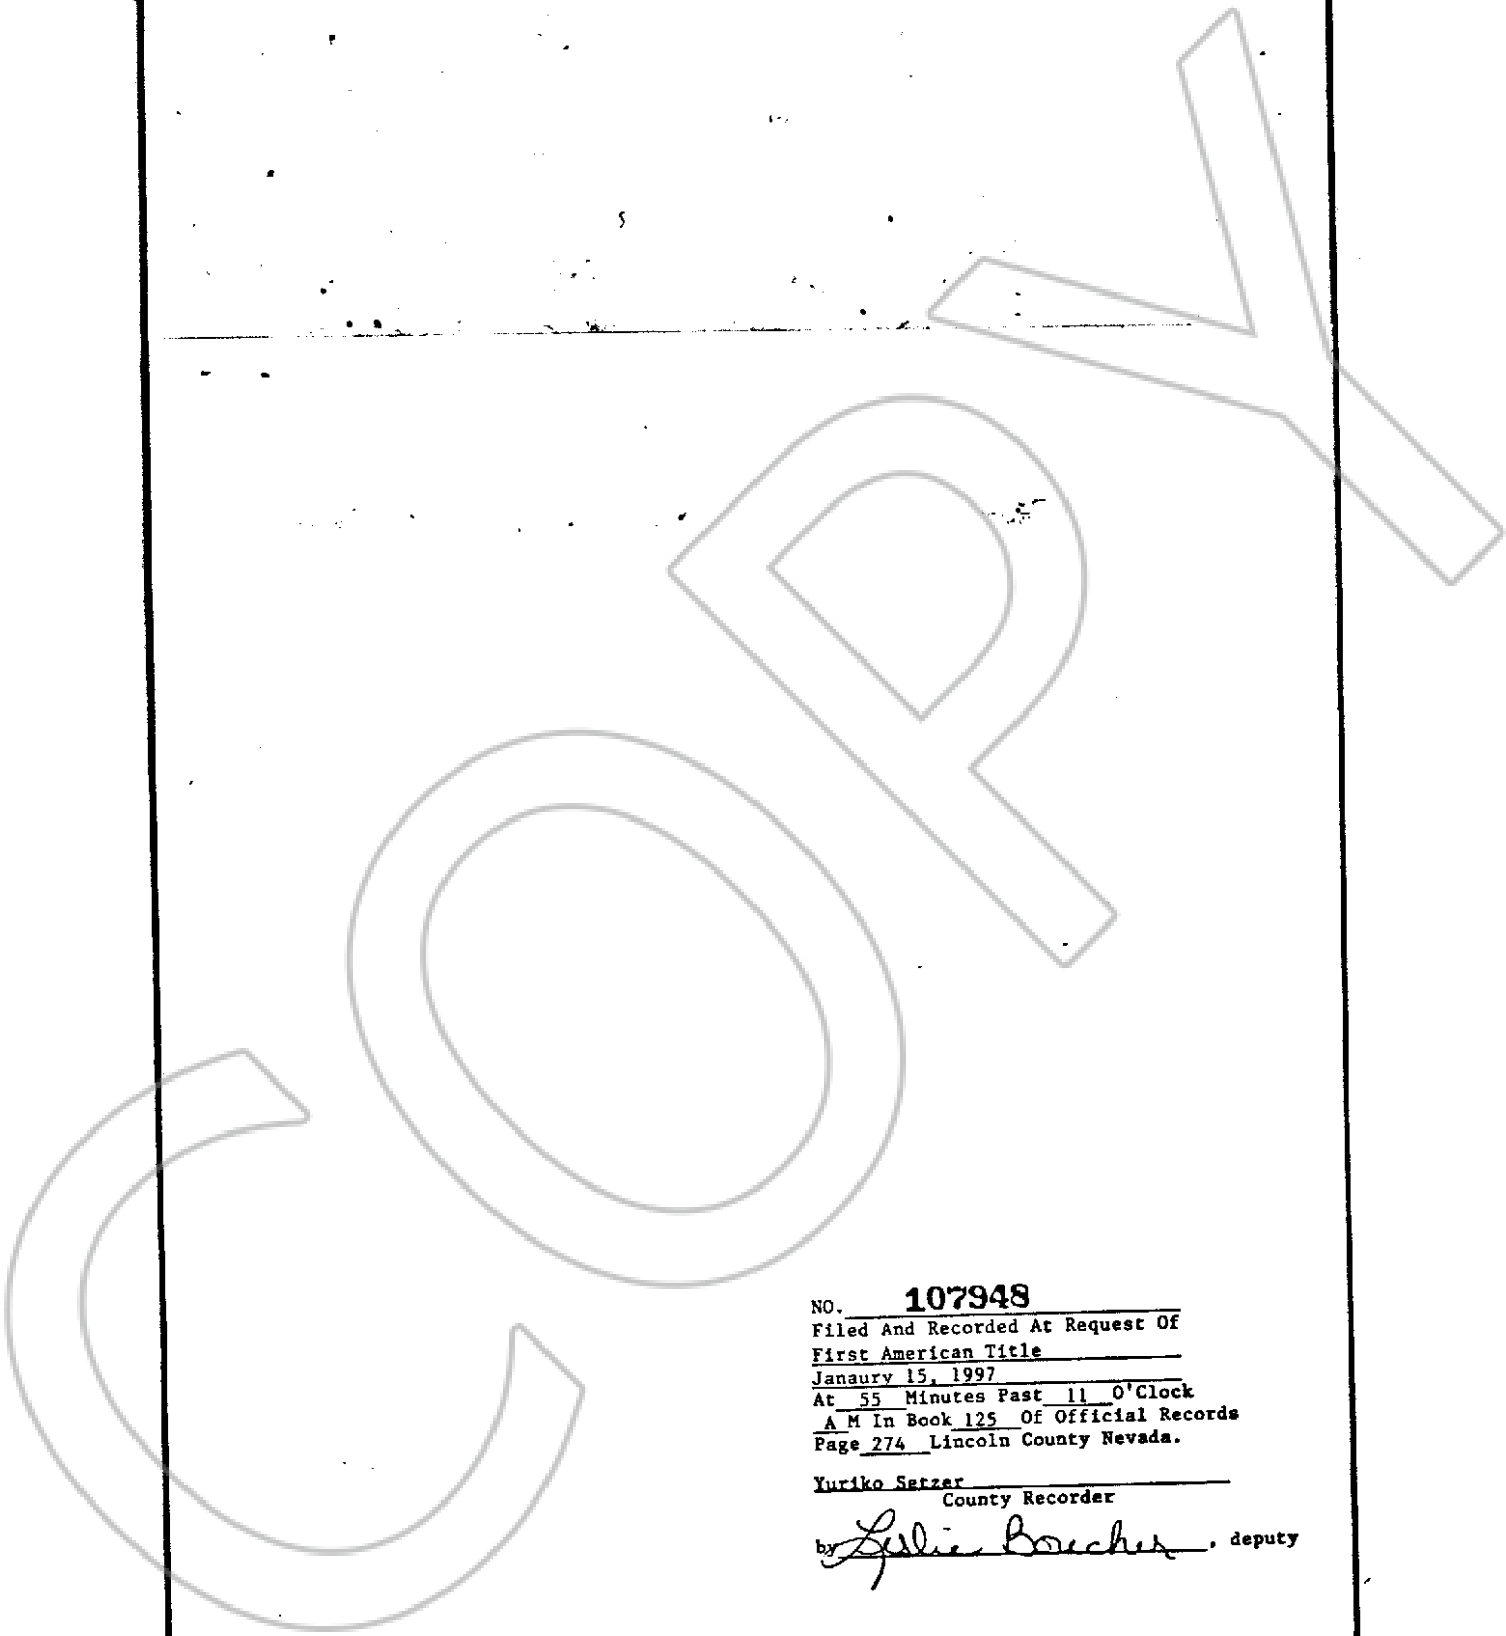 COPY
NO. 107948
Filed And Recorded At Request Of
First American Title
Janaury 15, 1997
At 55 Minutes Past 11 O'Clock
A M In Book 125 Of Official Records
Page 274 Lincoln County Nevada.
Yuriko Setzer
County Recorder
by Leslie Boucher, deputy